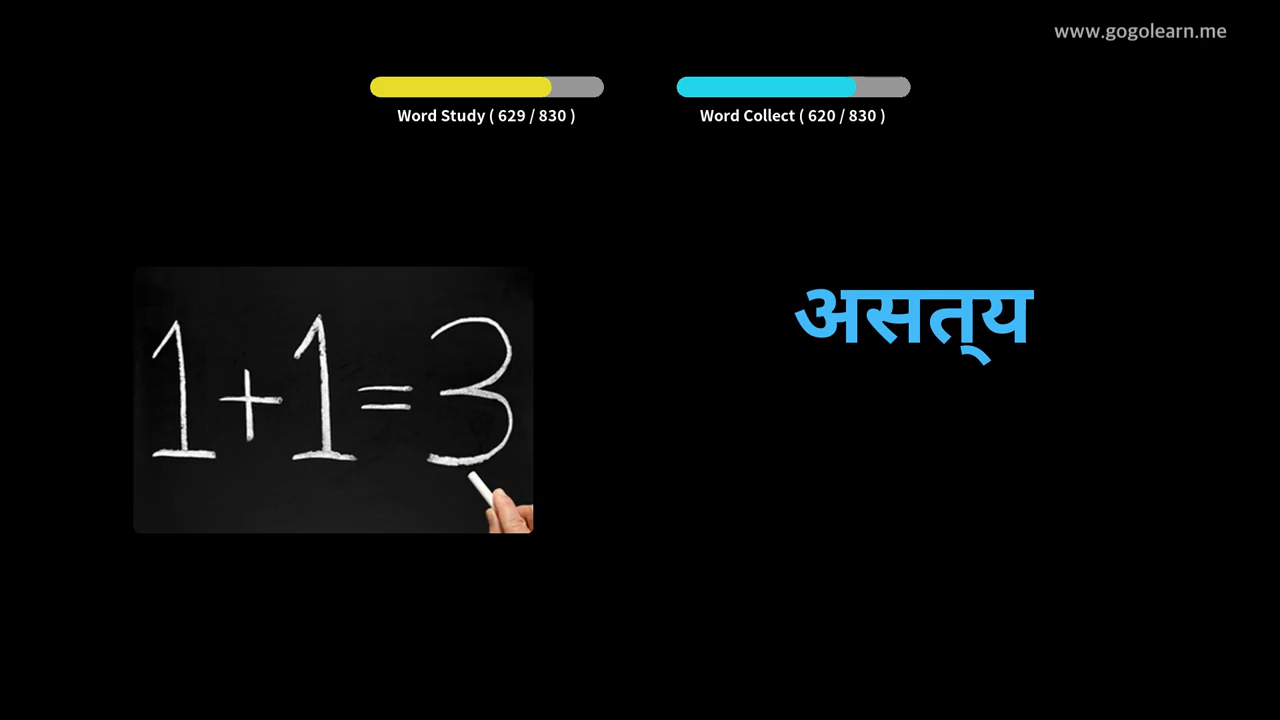 www.gogolearn.me
Word Study ( 629 / 830 )
Word Collect ( 620 / 830 )
1+1=3
असत्‌य